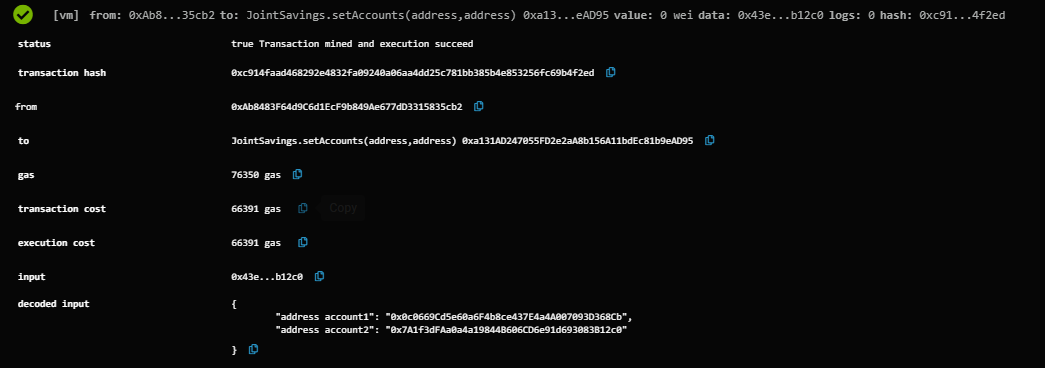 [vm] from: 0xAb8...35cb2 to: JointSavings.setAccounts(address,address) 0xa13...eAD95 value: 0 wei data: 0x43e...b12c0 logs: 0 hash: 0xc91...4f2ed
status true Transaction mined and execution succeed
transaction hash 0xc914faad468292e4832fa09240a06aa4dd25c781bb385b4e853256fc69b4f2ed
from 0xAb8483F64d9C6d1EcF9b849Ae677dD3315835cb2
to JointSavings.setAccounts(address,address) 0xa131AD247055FD2e2aA8b156A11bdEc81b9eAD95
gas 76350 gas
transaction cost 66391 gas Copy
execution cost 66391 gas
input 0x43e...b12c0
decoded input {
"address account1": "0x0c0669Cd5e60a6F4b8ce437E4a4A007093D368Cb",
"address account2": "0x7A1f3dFAa0a4a19844B606CD6e91d693083B12c0"
}